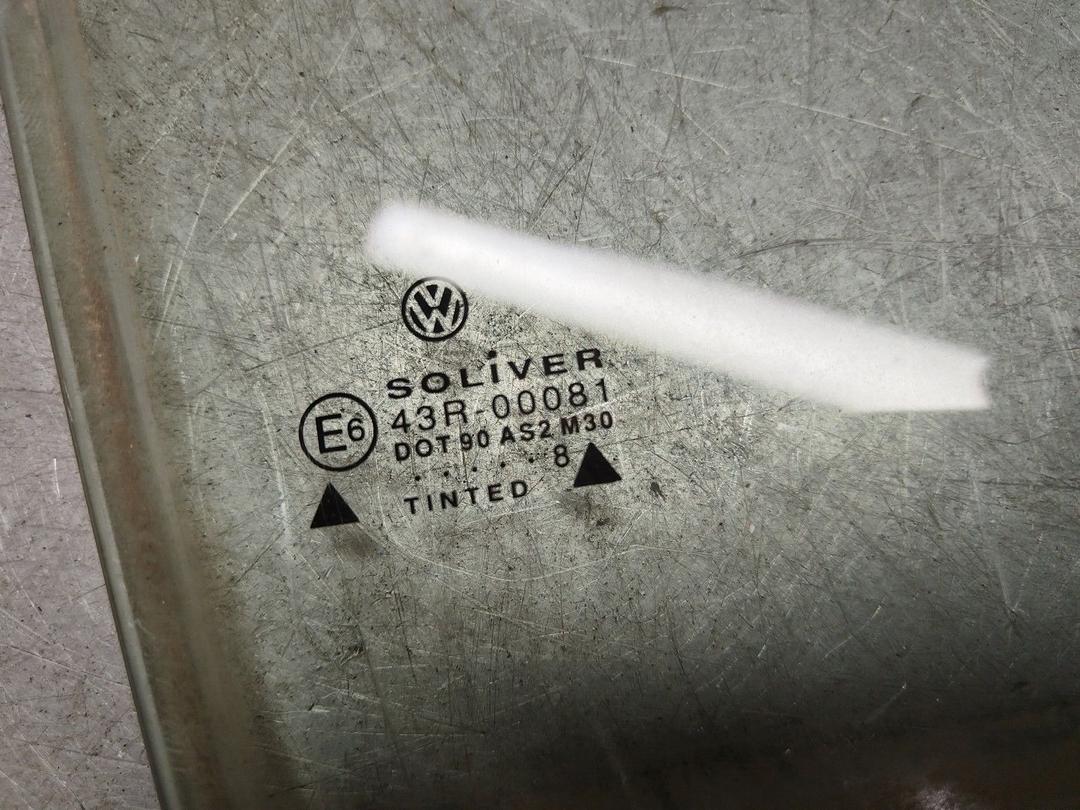 VW
SOLiVER
E6
43R-00081
DOT 90 AS2 M30
. . . . . 8
TINTED